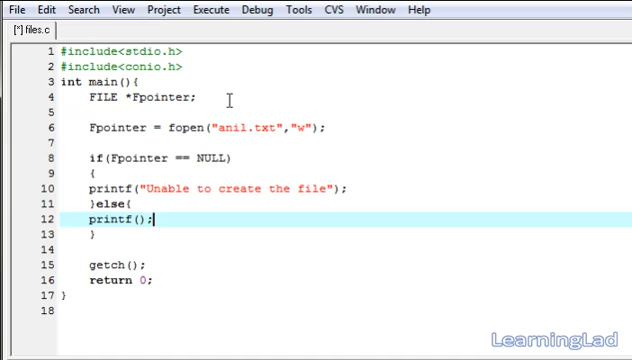 File Edit Search View Project Execute Debug Tools CVS Window Help
[*] files.c
1 #include<stdio.h>
2 #include<conio.h>
3 int main(){
4 FILE *Fpointer;
5
6 Fpointer = fopen("anil.txt","w");
7
8 if(Fpointer == NULL)
9 {
10 printf("Unable to create the file");
11 }else{
12 printf();
13 }
14
15 getch();
16 return 0;
17 }
18
LearningLad